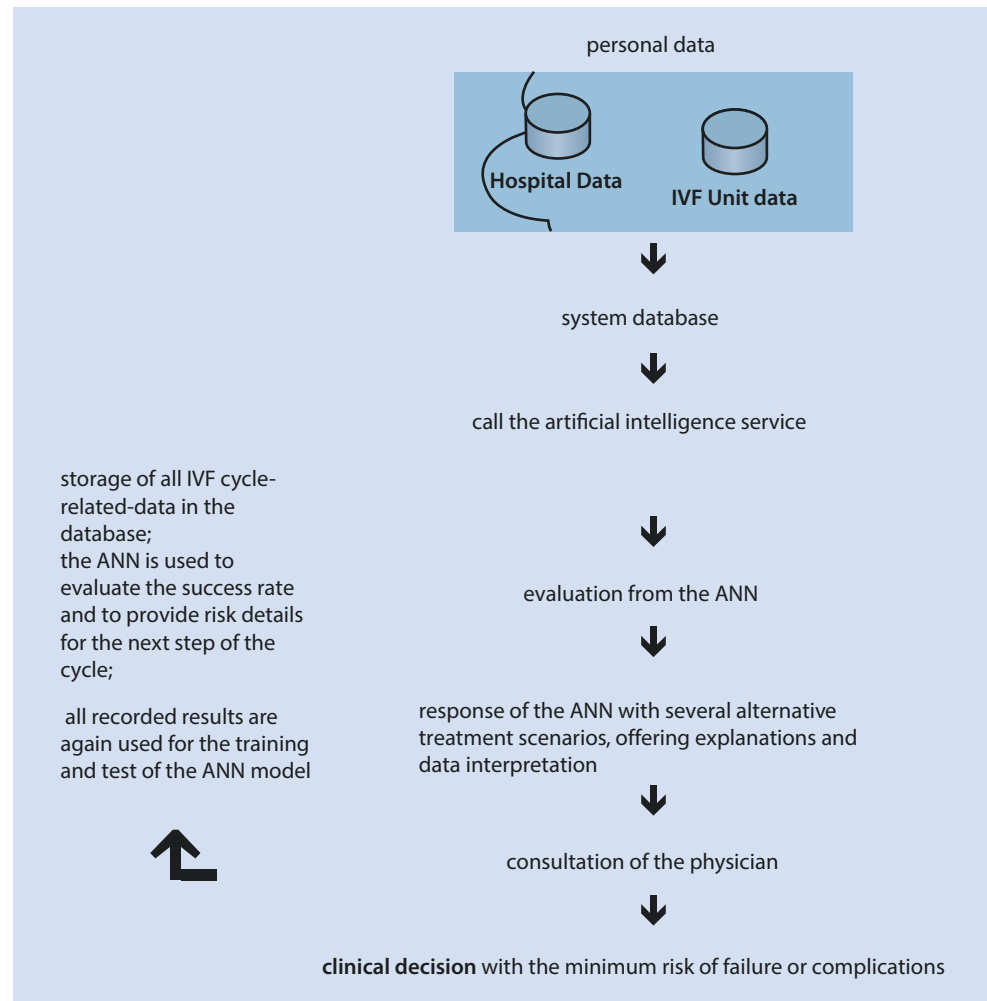 personal data
Hospital Data
IVF Unit data
system database
call the artificial intelligence service
storage of all IVF cycle-
related-data in the
database;
the ANN is used to
evaluate the success rate
and to provide risk details
for the next step of the
cycle;
all recorded results are
again used for the training
and test of the ANN model
evaluation from the ANN
response of the ANN with several alternative
treatment scenarios, offering explanations and
data interpretation
consultation of the physician
clinical decision with the minimum risk of failure or complications